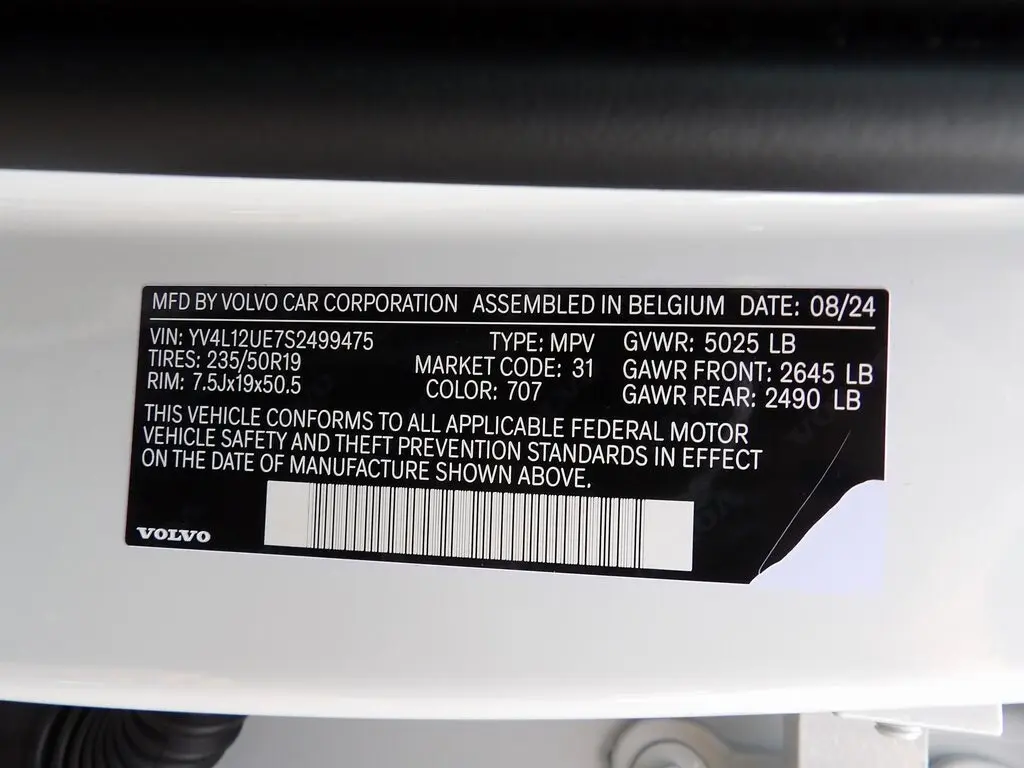 MFD BY VOLVO CAR CORPORATION ASSEMBLED IN BELGIUM DATE: 08/24
VIN: YV4L12UE7S2499475 TYPE: MPV GVWR: 5025 LB
TIRES: 235/50R19 MARKET CODE: 31 GAWR FRONT: 2645 LB
RIM: 7.5Jx19x50.5 COLOR: 707 GAWR REAR: 2490 LB
THIS VEHICLE CONFORMS TO ALL APPLICABLE FEDERAL MOTOR
VEHICLE SAFETY AND THEFT PREVENTION STANDARDS IN EFFECT
ON THE DATE OF MANUFACTURE SHOWN ABOVE.
VOLVO